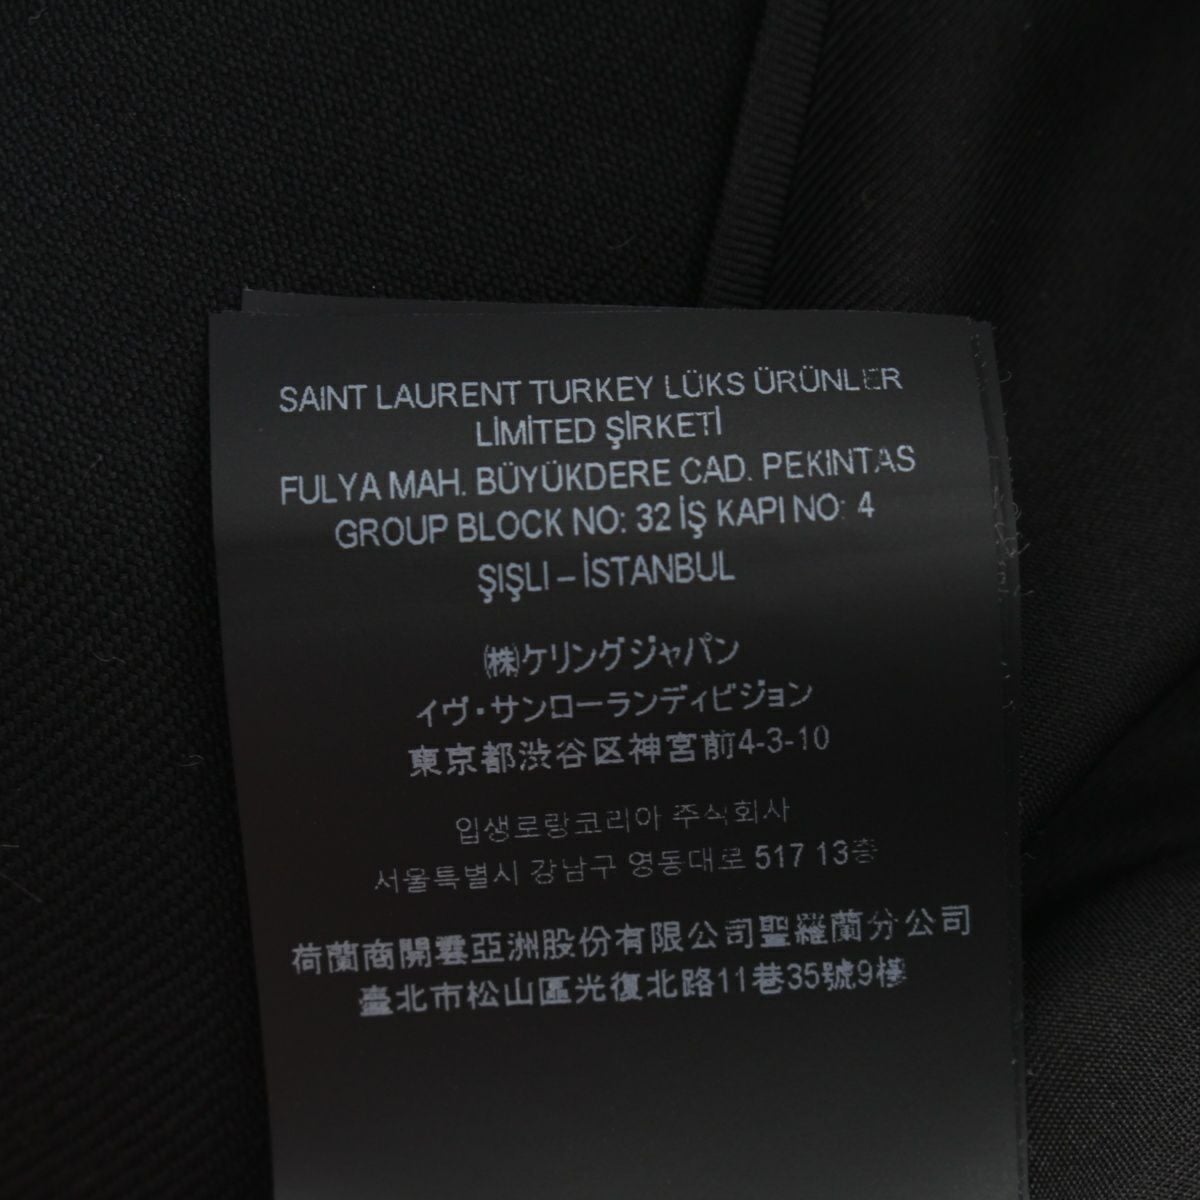 SAINT LAURENT TURKEY LÜKS ÜRÜNLER
LİMİTED ŞİRKETİ
FULYA MAH. BÜYÜKDERE CAD. PEKINTAS
GROUP BLOCK NO: 32 İŞ KAPI NO: 4
ŞIŞLI – İSTANBUL
㈱ケリングジャパン
イヴ・サンローランディビジョン
東京都渋谷区神宮前4-3-10
입생로랑코리아 주식회사
서울특별시 강남구 영동대로 517 13층
荷蘭商開雲亞洲股份有限公司聖羅蘭分公司
臺北市松山區光復北路11巷35號9樓